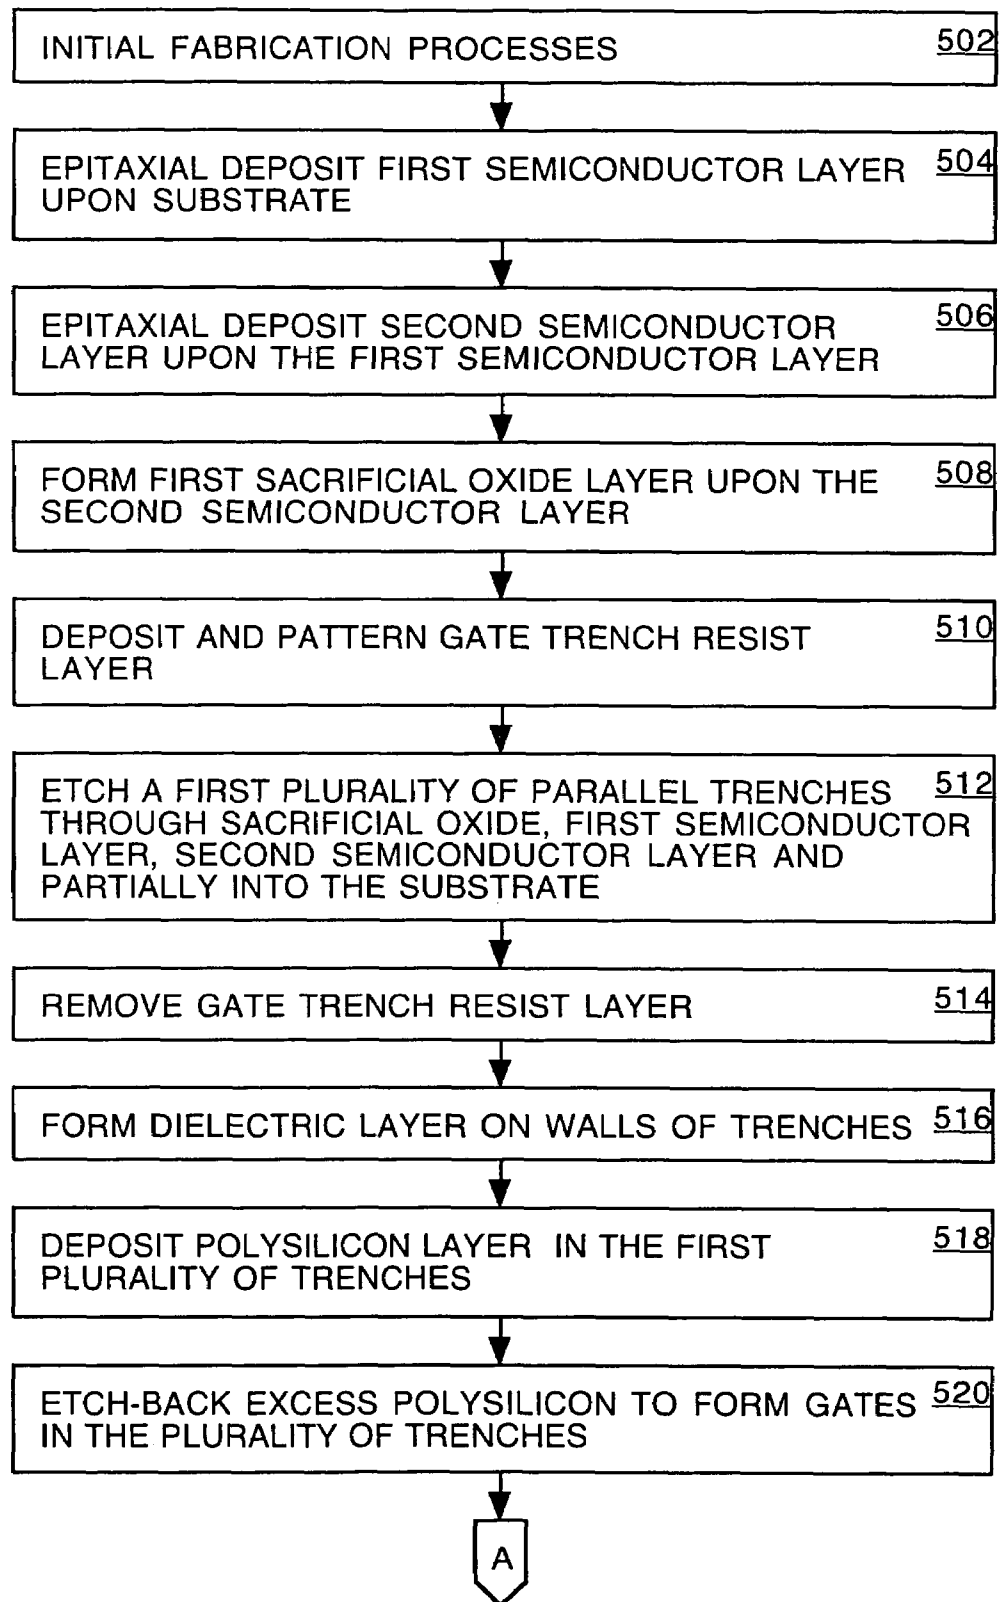 INITIAL FABRICATION PROCESSES 502
EPITAXIAL DEPOSIT FIRST SEMICONDUCTOR LAYER 504
UPON SUBSTRATE
EPITAXIAL DEPOSIT SECOND SEMICONDUCTOR 506
LAYER UPON THE FIRST SEMICONDUCTOR LAYER
FORM FIRST SACRIFICIAL OXIDE LAYER UPON THE 508
SECOND SEMICONDUCTOR LAYER
DEPOSIT AND PATTERN GATE TRENCH RESIST 510
LAYER
ETCH A FIRST PLURALITY OF PARALLEL TRENCHES 512
THROUGH SACRIFICIAL OXIDE, FIRST SEMICONDUCTOR
LAYER, SECOND SEMICONDUCTOR LAYER AND
PARTIALLY INTO THE SUBSTRATE
REMOVE GATE TRENCH RESIST LAYER 514
FORM DIELECTRIC LAYER ON WALLS OF TRENCHES 516
DEPOSIT POLYSILICON LAYER IN THE FIRST 518
PLURALITY OF TRENCHES
ETCH-BACK EXCESS POLYSILICON TO FORM GATES 520
IN THE PLURALITY OF TRENCHES
A